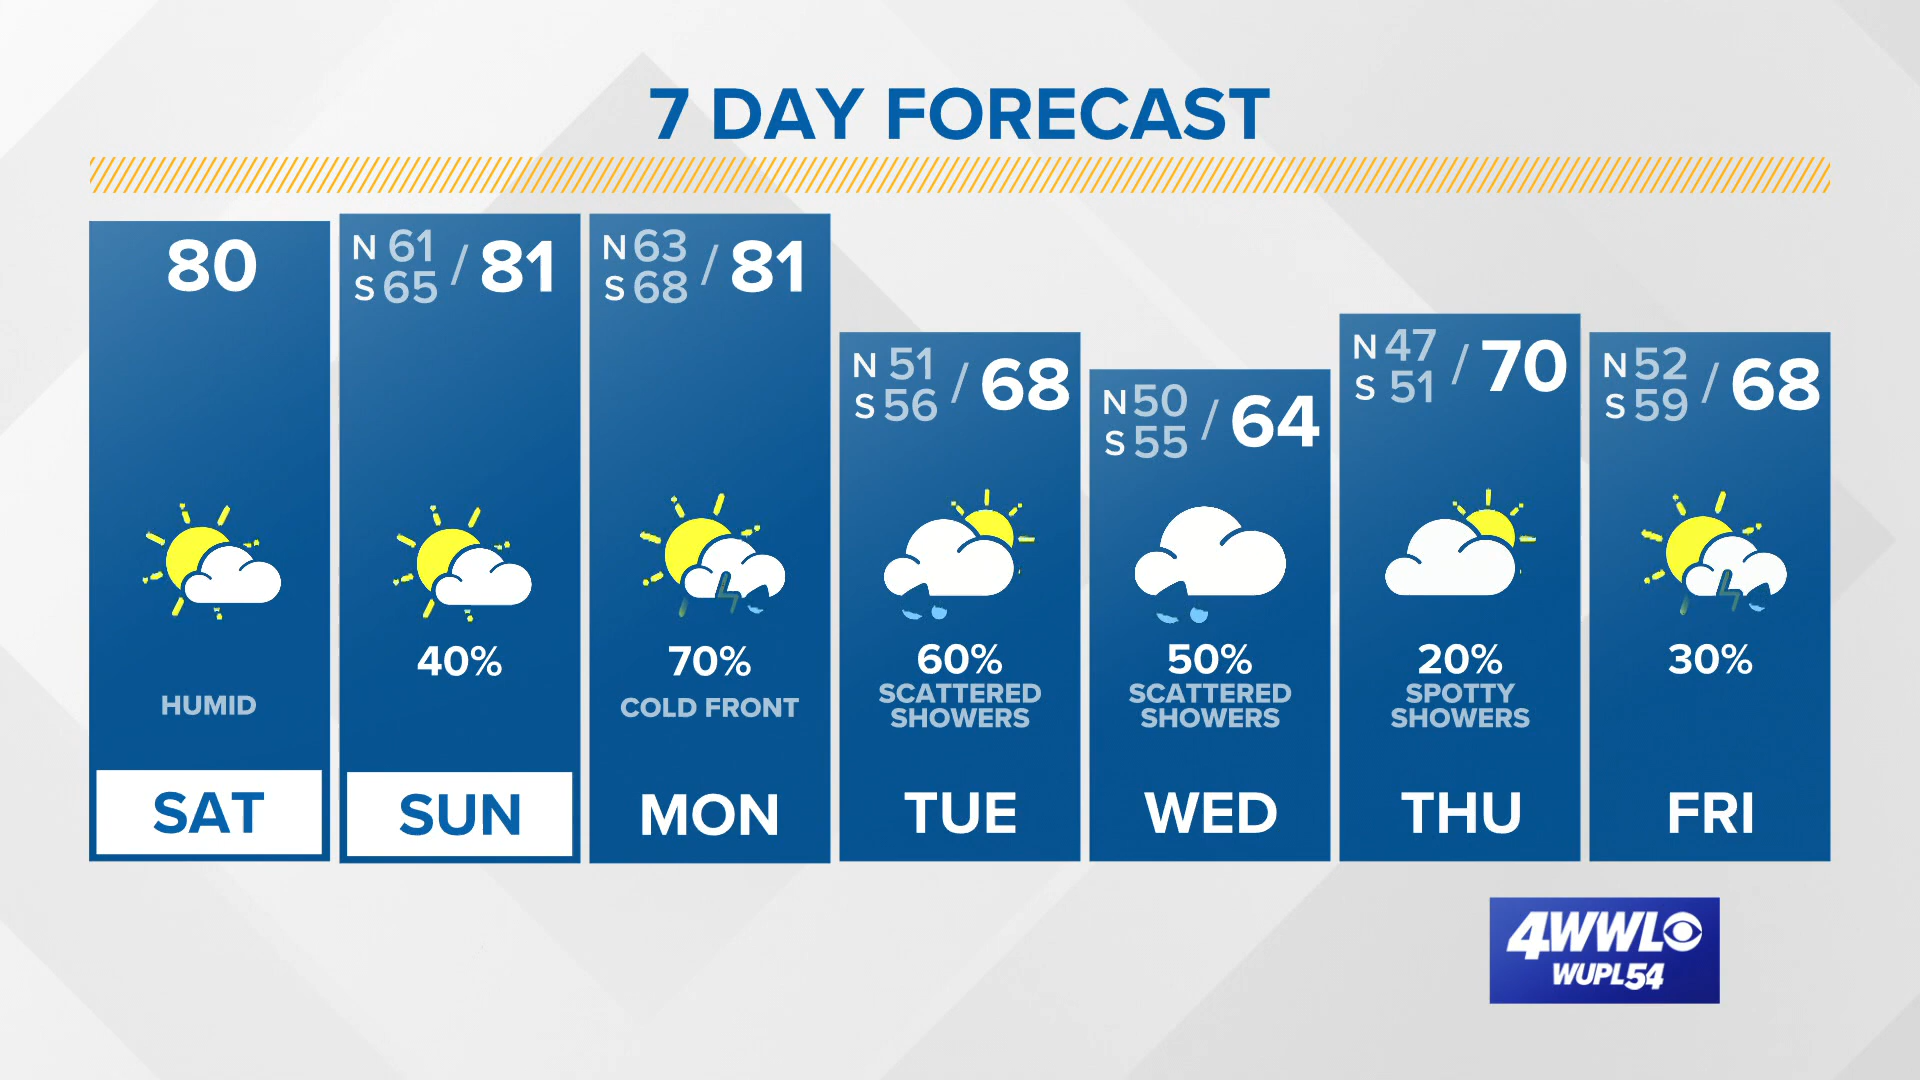 7 DAY FORECAST
80
HUMID
SAT
N 61 / 81
S 65
40%
SUN
N 63 / 81
S 68
70%
COLD FRONT
MON
N 51 / 68
S 56
60%
SCATTERED
SHOWERS
TUE
N 50 / 64
S 55
50%
SCATTERED
SHOWERS
WED
N 47 / 70
S 51
20%
SPOTTY
SHOWERS
THU
N 52 / 68
S 59
30%
FRI
4WWL
WUPL54